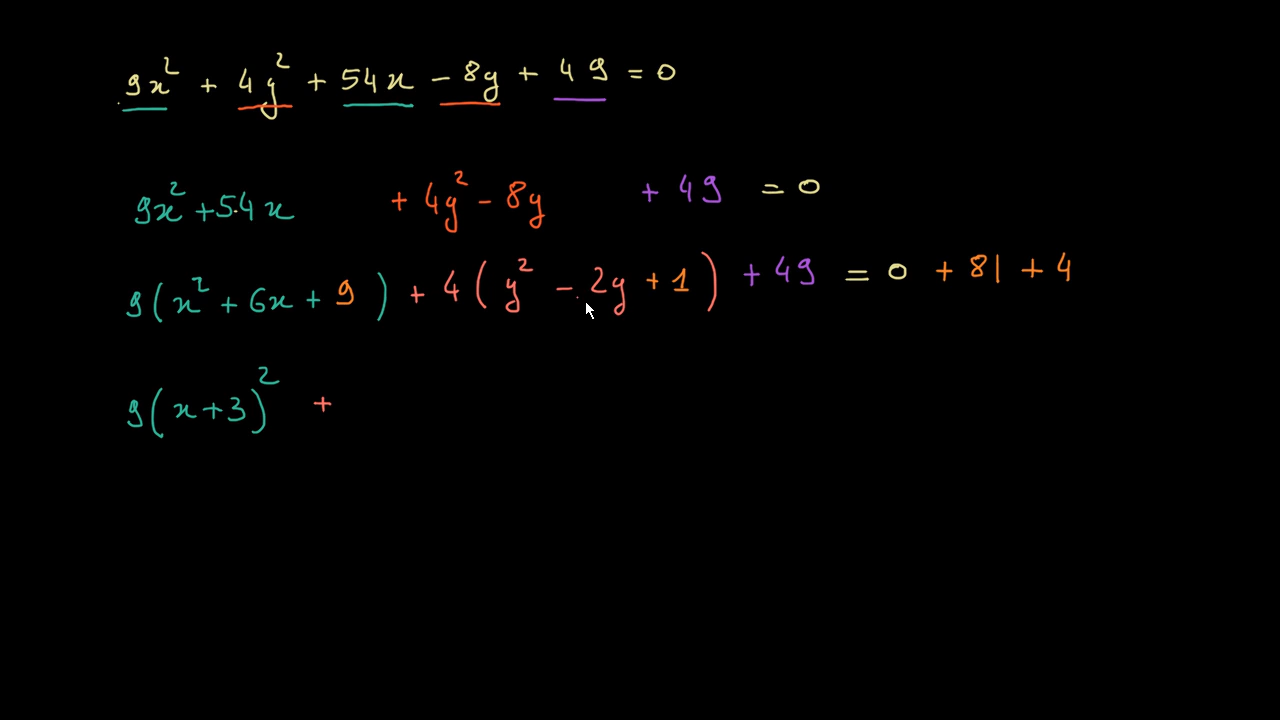 9x² + 4y² + 54x - 8y + 49 = 0
9x² + 54x + 4y² - 8y + 49 = 0
9(x² + 6x + 9) + 4(y² - 2y + 1) + 49 = 0 + 81 + 4
9(x+3)² +